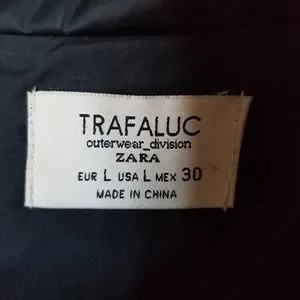 TRAFALUC
outerwear_division
ZARA
EUR L USA L MEX 30
MADE IN CHINA